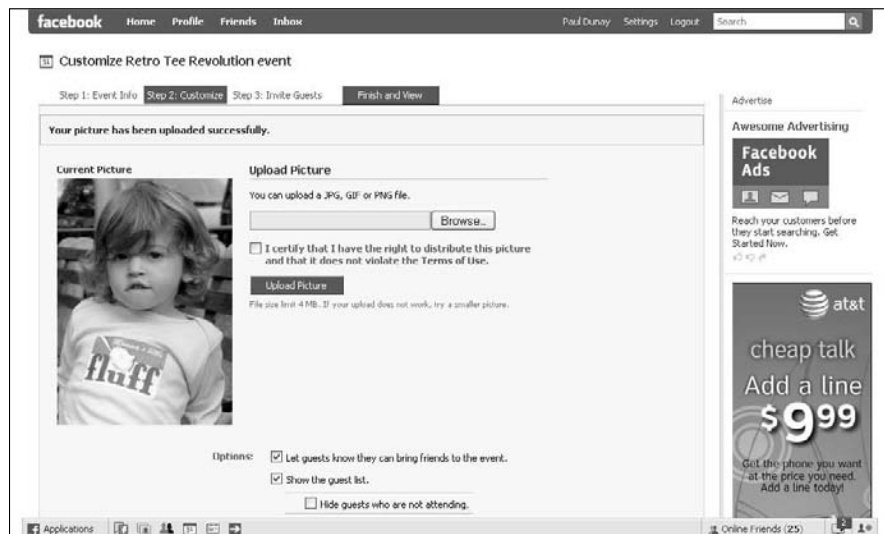 facebook Home Profile Friends Inbox Paul Dunay Settings Logout Search
Customize Retro Tee Revolution event
Step 1: Event Info Step 2: Customize Step 3: Invite Guests Finish and View
Your picture has been uploaded successfully.
Current Picture
fluff
Upload Picture
You can upload a JPG, GIF or PNG file.
Browse...
I certify that I have the right to distribute this picture
and that it does not violate the Terms of Use.
Upload Picture
File size limit 4 MB. If your upload does not work, try a smaller picture.
Options:
Let guests know they can bring friends to the event.
Show the guest list.
Hide guests who are not attending.
Advertise
Awesome Advertising
Facebook
Ads
Reach your customers before
they start searching. Get
Started Now.
at&t
cheap talk
Add a line
$9.99
Get the phone you want
at the price you need.
Add a line today!
Applications
31
Online Friends (25)
2